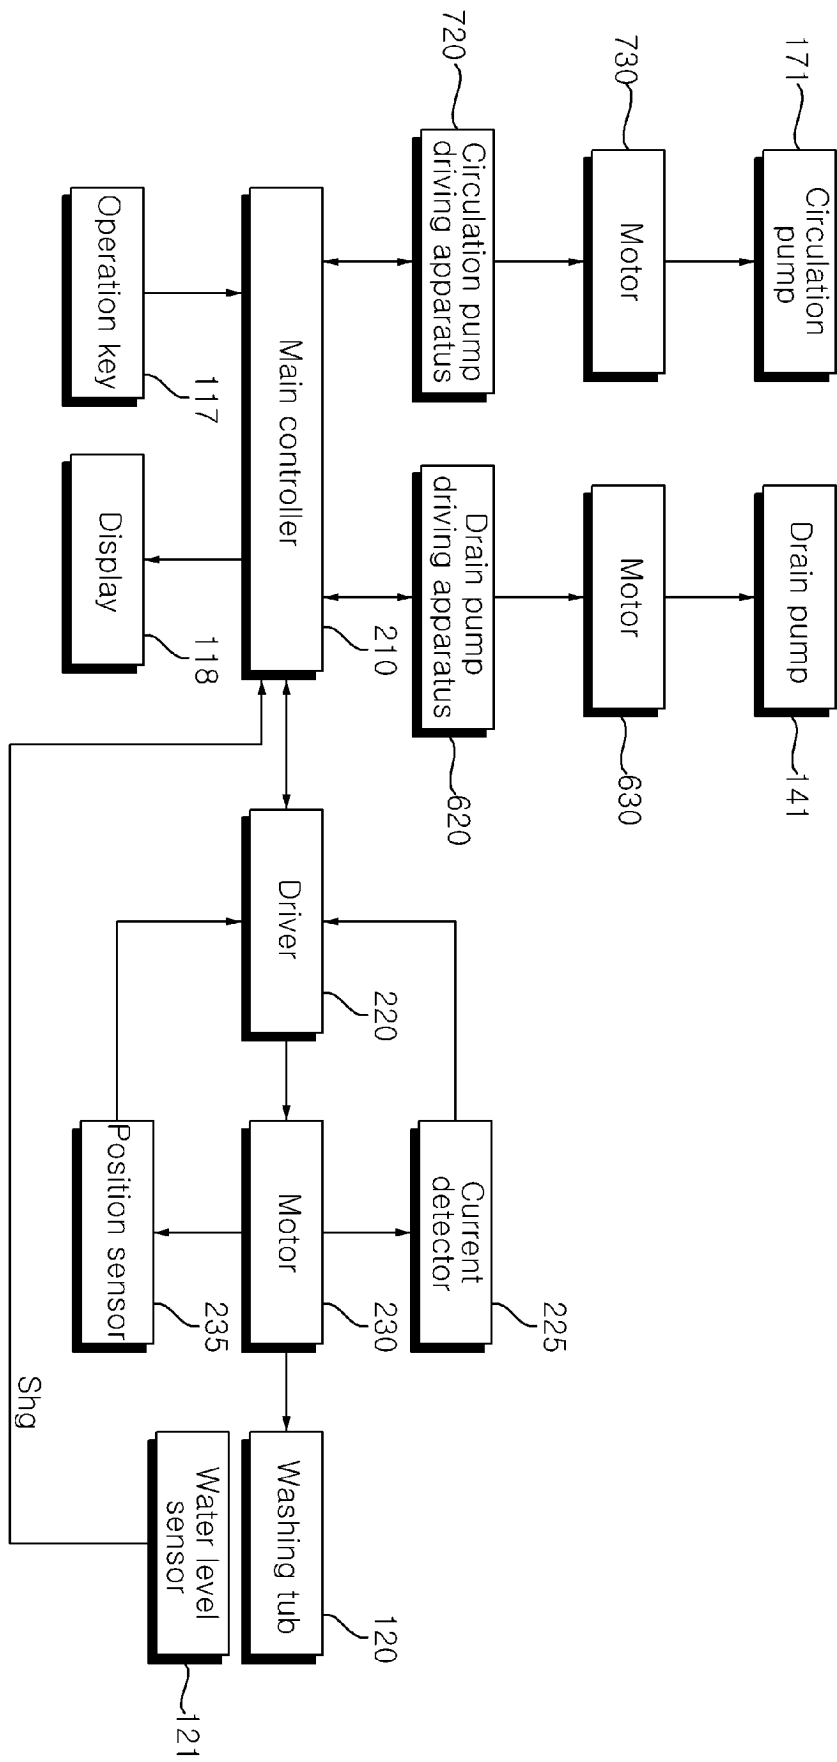 171
Circulation
pump
Drain pump
141
730
Motor
Motor
630
720
Circulation pump
driving apparatus
Drain pump
driving apparatus
620
Current
detector
225
Main controller
210
Driver
220
Motor
230
Washing tub
120
Operation key
117
Display
118
Position sensor
235
Water level
sensor
121
Shg